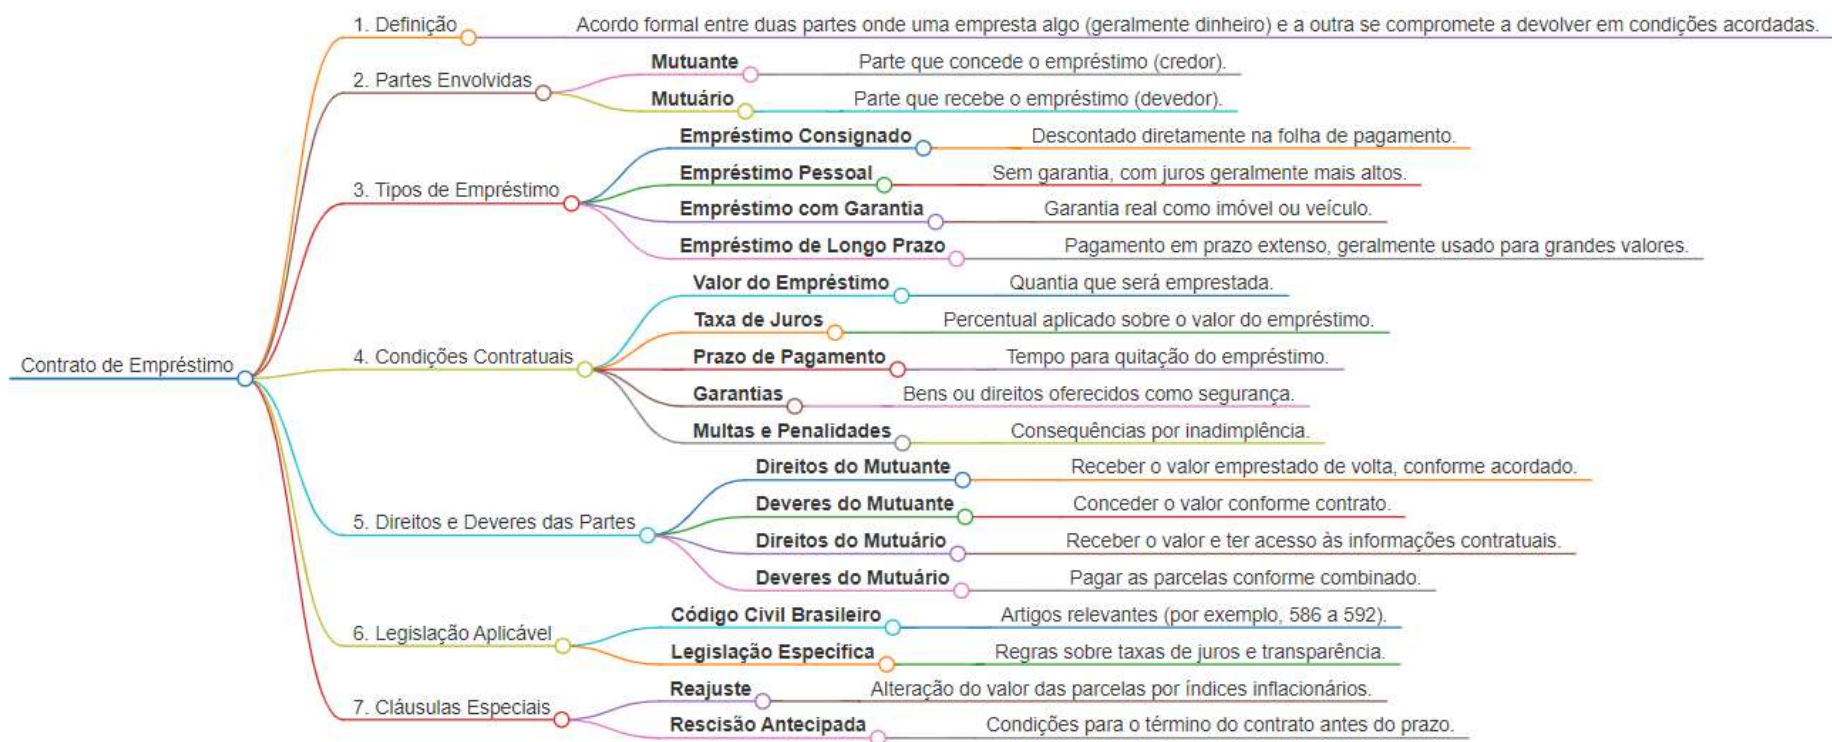 Contrato de Empréstimo
1. Definição
Acordo formal entre duas partes onde uma empresta algo (geralmente dinheiro) e a outra se compromete a devolver em condições acordadas.
2. Partes Envolvidas
Mutuante
Parte que concede o empréstimo (credor).
Mutuário
Parte que recebe o empréstimo (devedor).
3. Tipos de Empréstimo
Empréstimo Consignado
Descontado diretamente na folha de pagamento.
Empréstimo Pessoal
Sem garantia, com juros geralmente mais altos.
Empréstimo com Garantia
Garantia real como imóvel ou veículo.
Empréstimo de Longo Prazo
Pagamento em prazo extenso, geralmente usado para grandes valores.
4. Condições Contratuais
Valor do Empréstimo
Quantia que será emprestada.
Taxa de Juros
Percentual aplicado sobre o valor do empréstimo.
Prazo de Pagamento
Tempo para quitação do empréstimo.
Garantias
Bens ou direitos oferecidos como segurança.
Multas e Penalidades
Consequências por inadimplência.
5. Direitos e Deveres das Partes
Direitos do Mutuante
Receber o valor emprestado de volta, conforme acordado.
Deveres do Mutuante
Conceder o valor conforme contrato.
Direitos do Mutuário
Receber o valor e ter acesso às informações contratuais.
Deveres do Mutuário
Pagar as parcelas conforme combinado.
6. Legislação Aplicável
Código Civil Brasileiro
Artigos relevantes (por exemplo, 586 a 592).
Legislação Específica
Regras sobre taxas de juros e transparência.
7. Cláusulas Especiais
Reajuste
Alteração do valor das parcelas por índices inflacionários.
Rescisão Antecipada
Condições para o término do contrato antes do prazo.